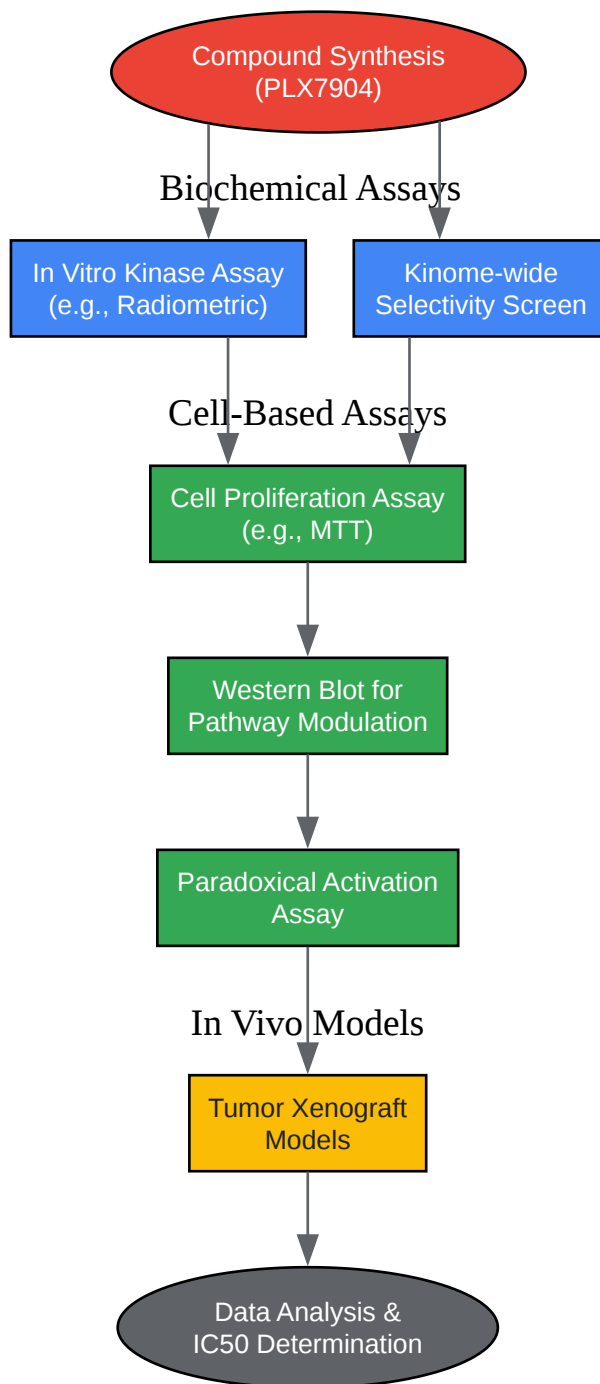 Compound Synthesis
(PLX7904)
Biochemical Assays
In Vitro Kinase Assay
(e.g., Radiometric)
Kinome-wide
Selectivity Screen
Cell-Based Assays
Cell Proliferation Assay
(e.g., MTT)
Western Blot for
Pathway Modulation
Paradoxical Activation
Assay
In Vivo Models
Tumor Xenograft
Models
Data Analysis &
IC50 Determination